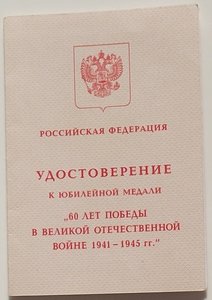 РОССИЙСКАЯ ФЕДЕРАЦИЯ
УДОСТОВЕРЕНИЕ
К ЮБИЛЕЙНОЙ МЕДАЛИ
„60 ЛЕТ ПОБЕДЫ
В ВЕЛИКОЙ ОТЕЧЕСТВЕННОЙ
ВОЙНЕ 1941 – 1945 гг.”